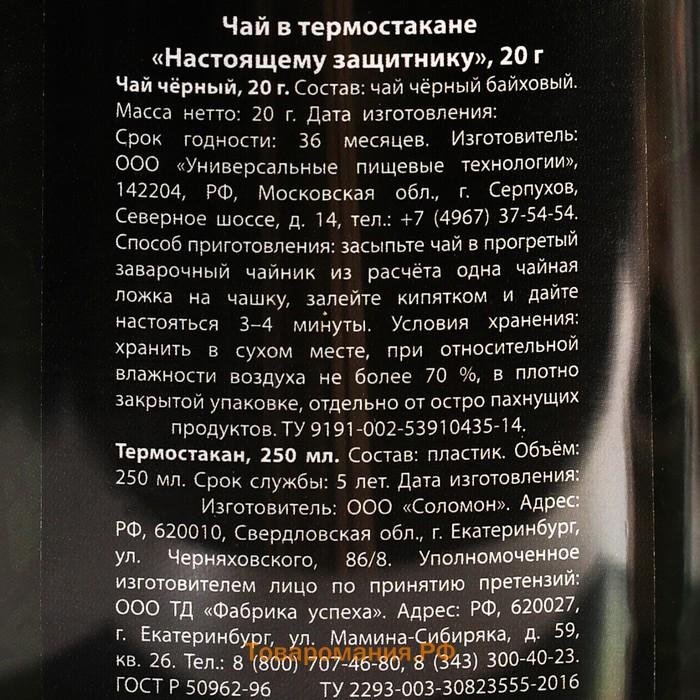 Чай в термостакане
«Настоящему защитнику», 20 г
Чай чёрный, 20 г. Состав: чай чёрный байховый.
Масса нетто: 20 г. Дата изготовления:
Срок годности: 36 месяцев. Изготовитель:
ООО «Универсальные пищевые технологии»,
142204, РФ, Московская обл., г. Серпухов,
Северное шоссе, д. 14, тел.: +7 (4967) 37-54-54.
Способ приготовления: засыпьте чай в прогретый
заварочный чайник из расчёта одна чайная
ложка на чашку, залейте кипятком и дайте
настояться 3–4 минуты. Условия хранения:
хранить в сухом месте, при относительной
влажности воздуха не более 70 %, в плотно
закрытой упаковке, отдельно от остро пахнущих
продуктов. ТУ 9191-002-53910435-14.
Термостакан, 250 мл. Состав: пластик. Объём:
250 мл. Срок службы: 5 лет. Дата изготовления:
Изготовитель: ООО «Соломон». Адрес:
РФ, 620010, Свердловская обл., г. Екатеринбург,
ул. Черняховского, 86/8. Уполномоченное
изготовителем лицо по принятию претензий:
ООО ТД «Фабрика успеха». Адрес: РФ, 620027,
г. Екатеринбург, ул. Мамина-Сибиряка, д. 59,
Товаромания.РФ
кв. 26. Тел.: 8 (800) 707-46-80, 8 (343) 300-40-23.
ГОСТ Р 50962-96 ТУ 2293-003-30823555-2016